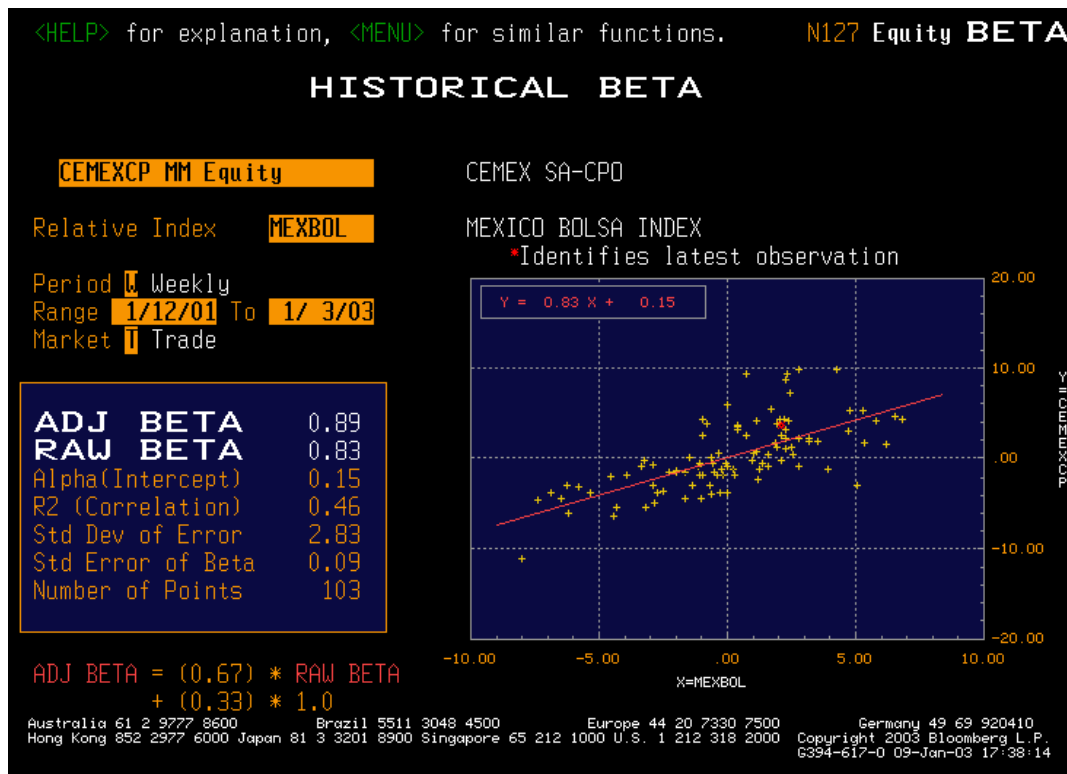 <HELP> for explanation, <MENU> for similar functions. N127 Equity BETA
HISTORICAL BETA
CEMEXCP MM Equity CEMEX SA-CPO
Relative Index MEXBOL MEXICO BOLSA INDEX
*Identifies latest observation
Period W Weekly
Range 1/12/01 To 1/ 3/03
Market T Trade
Y = 0.83 X + 0.15
20.00
10.00
.00
-10.00
-20.00
Y=CEMEXCP
ADJ BETA 0.89
RAW BETA 0.83
Alpha(Intercept) 0.15
R2 (Correlation) 0.46
Std Dev of Error 2.83
Std Error of Beta 0.09
Number of Points 103
-10.00 -5.00 .00 5.00 10.00
X=MEXBOL
ADJ BETA = (0.67) * RAW BETA
+ (0.33) * 1.0
Australia 61 2 9777 8600 Brazil 5511 3048 4500 Europe 44 20 7330 7500 Germany 49 69 920410
Hong Kong 852 2977 6000 Japan 81 3 3201 8900 Singapore 65 212 1000 U.S. 1 212 318 2000 Copyright 2003 Bloomberg L.P.
G394-617-0 09-Jan-03 17:38:14